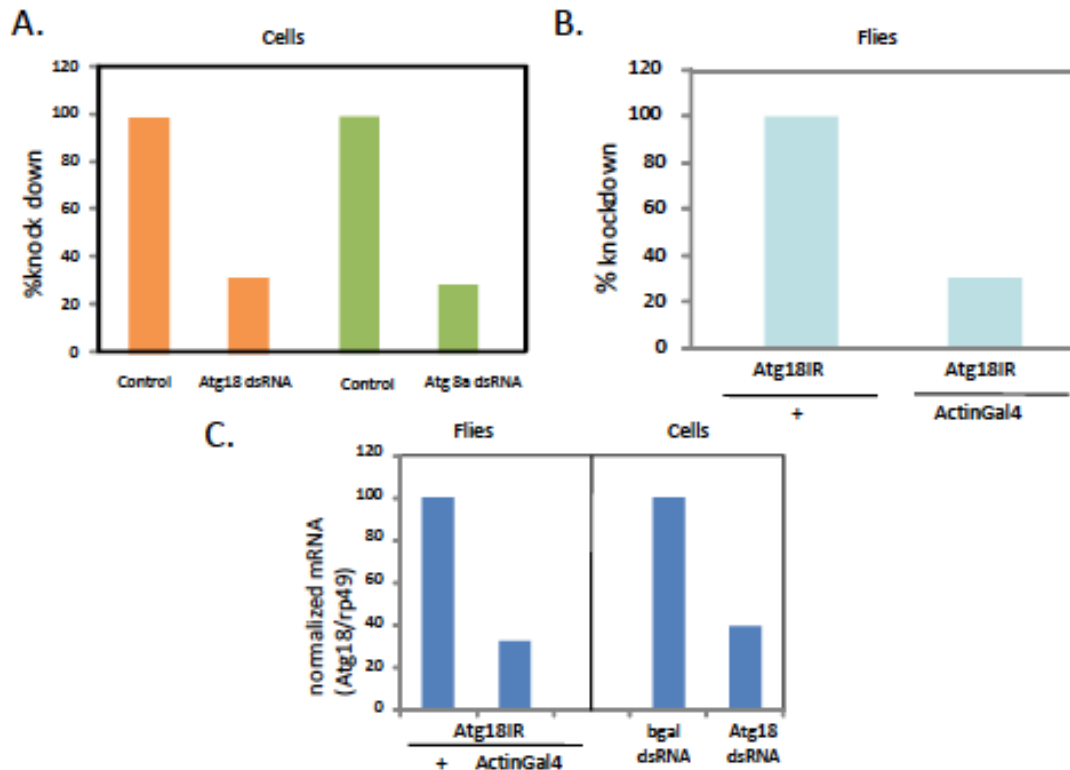 A.
Cells
%knock down
120
100
80
60
40
20
0
Control Atg18 dsRNA Control Atg 8a dsRNA
B.
Flies
% knockdown
120
100
80
60
40
20
0
Atg18IR Atg18IR
+ ActinGal4
C.
Flies Cells
normalized mRNA
(Atg18/rp49)
120
100
80
60
40
20
0
Atg18IR
+ ActinGal4
bgal Atg18
dsRNA dsRNA